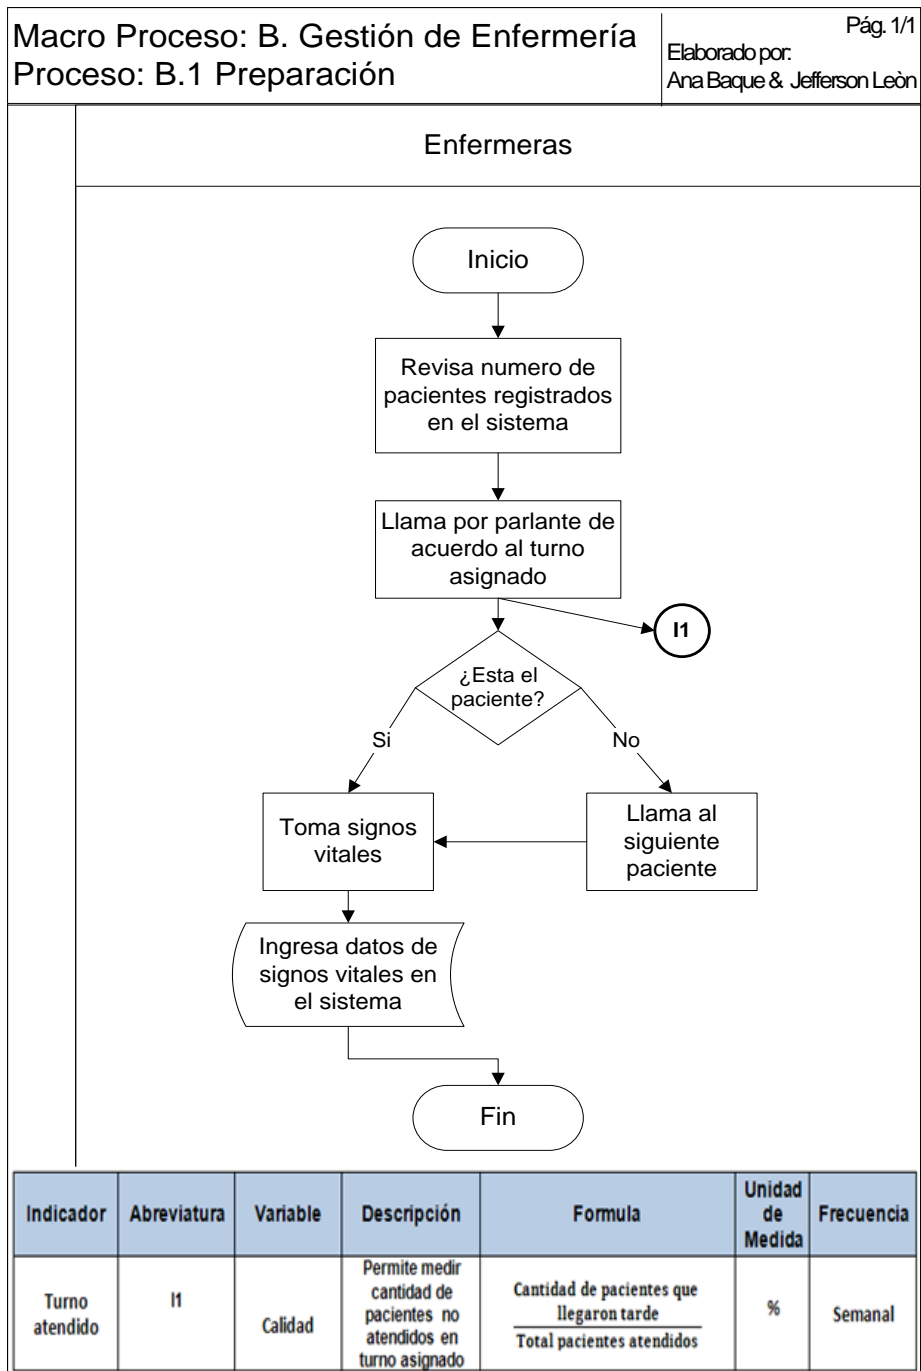 Macro Proceso: B. Gestión de Enfermería
Proceso: B.1 Preparación
Pág. 1/1
Elaborado por:
Ana Baque & Jefferson Leòn
Enfermeras
Inicio
Revisa numero de
pacientes registrados
en el sistema
Llama por parlante de
acuerdo al turno
asignado
I1
¿Esta el
paciente?
Si
No
Toma signos
vitales
Llama al
siguiente
paciente
Ingresa datos de
signos vitales en
el sistema
Fin
Indicador
Abreviatura
Variable
Descripción
Formula
Unidad
de
Medida
Frecuencia
Turno
atendido
I1
Calidad
Permite medir
cantidad de
pacientes no
atendidos en
turno asignado
Cantidad de pacientes que
llegaron tarde
Total pacientes atendidos
%
Semanal